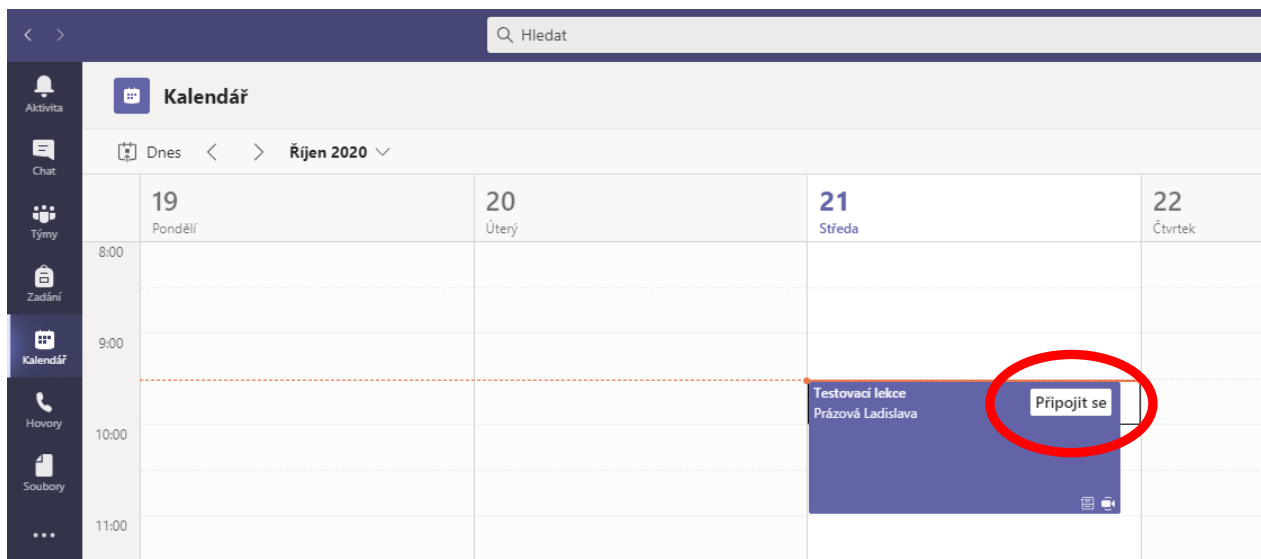 Hledat
Aktivita
Chat
Týmy
Zadání
Kalendář
Hovory
Soubory
Kalendář
Dnes
Říjen 2020
19
Pondělí
20
Úterý
21
Středa
22
Čtvrtek
8:00
9:00
10:00
11:00
Testovací lekce
Prázová Ladislava
Připojit se